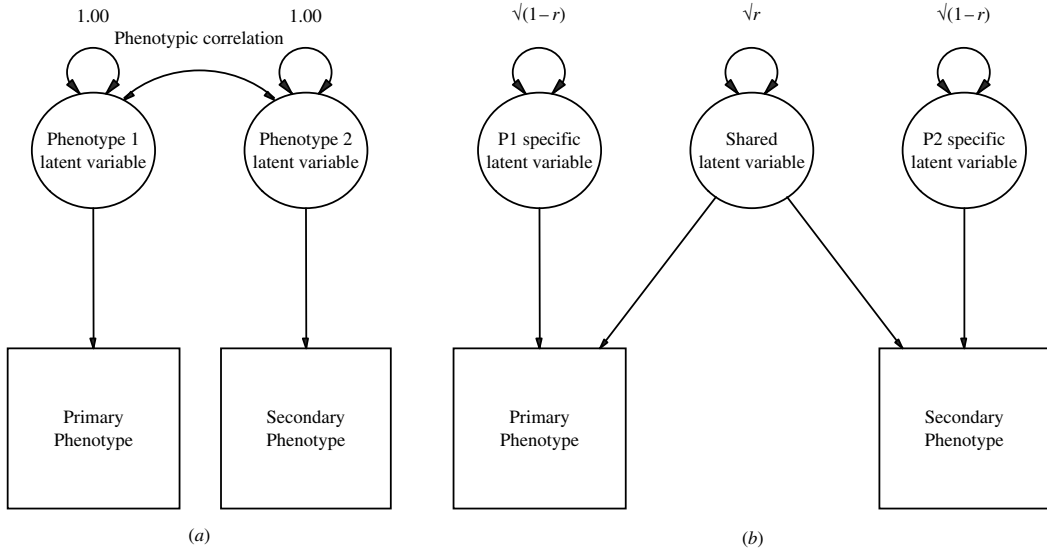 1.00
1.00
Phenotypic correlation
Phenotype 1
latent variable
Phenotype 2
latent variable
Primary
Phenotype
Secondary
Phenotype
(a)
√(1–r)
√r
√(1–r)
P1 specific
latent variable
Shared
latent variable
P2 specific
latent variable
Primary
Phenotype
Secondary
Phenotype
(b)